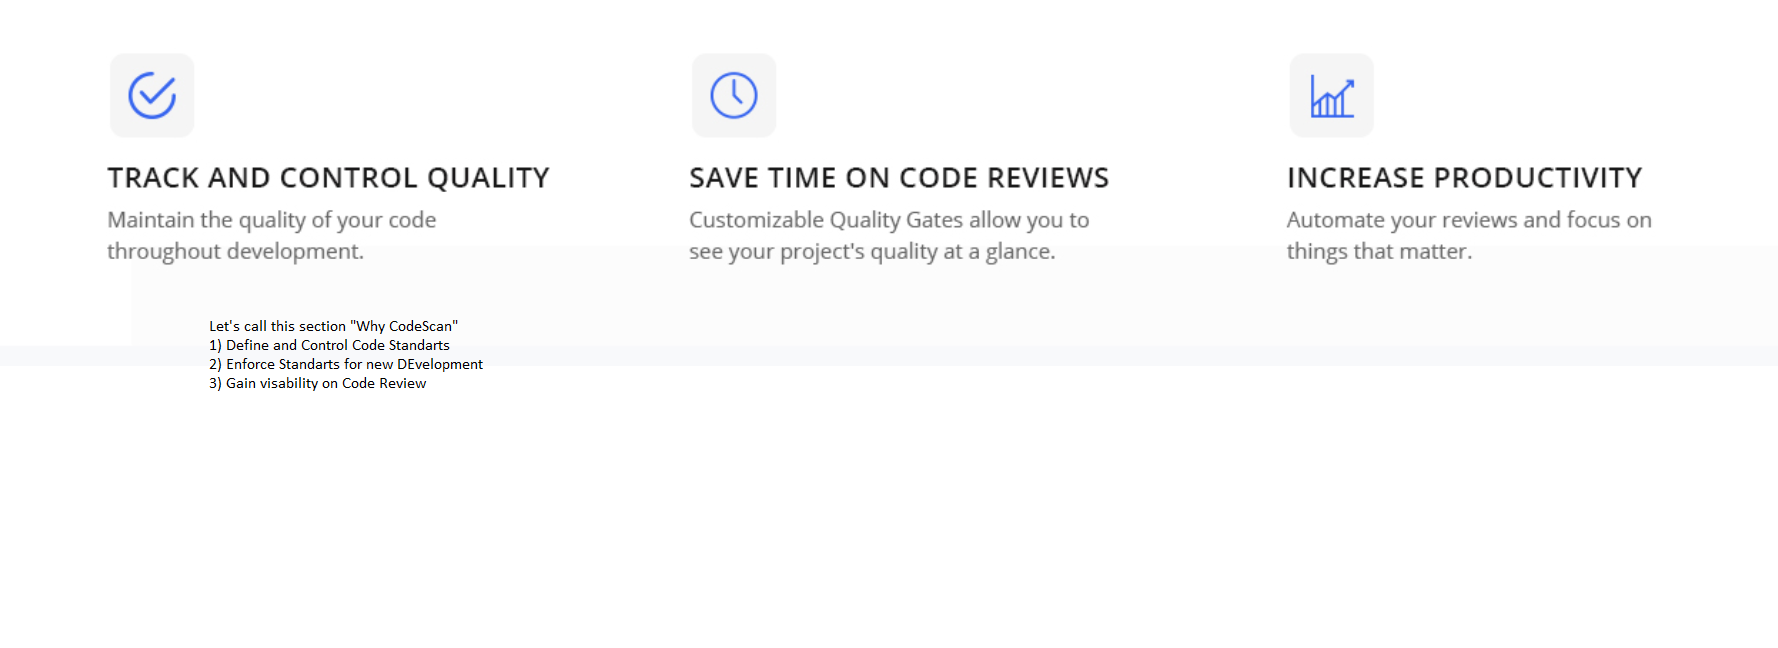 TRACK AND CONTROL QUALITY
Maintain the quality of your code
throughout development.
SAVE TIME ON CODE REVIEWS
Customizable Quality Gates allow you to
see your project's quality at a glance.
INCREASE PRODUCTIVITY
Automate your reviews and focus on
things that matter.
Let's call this section "Why CodeScan"
1) Define and Control Code Standarts
2) Enforce Standarts for new DEvelopment
3) Gain visability on Code Review